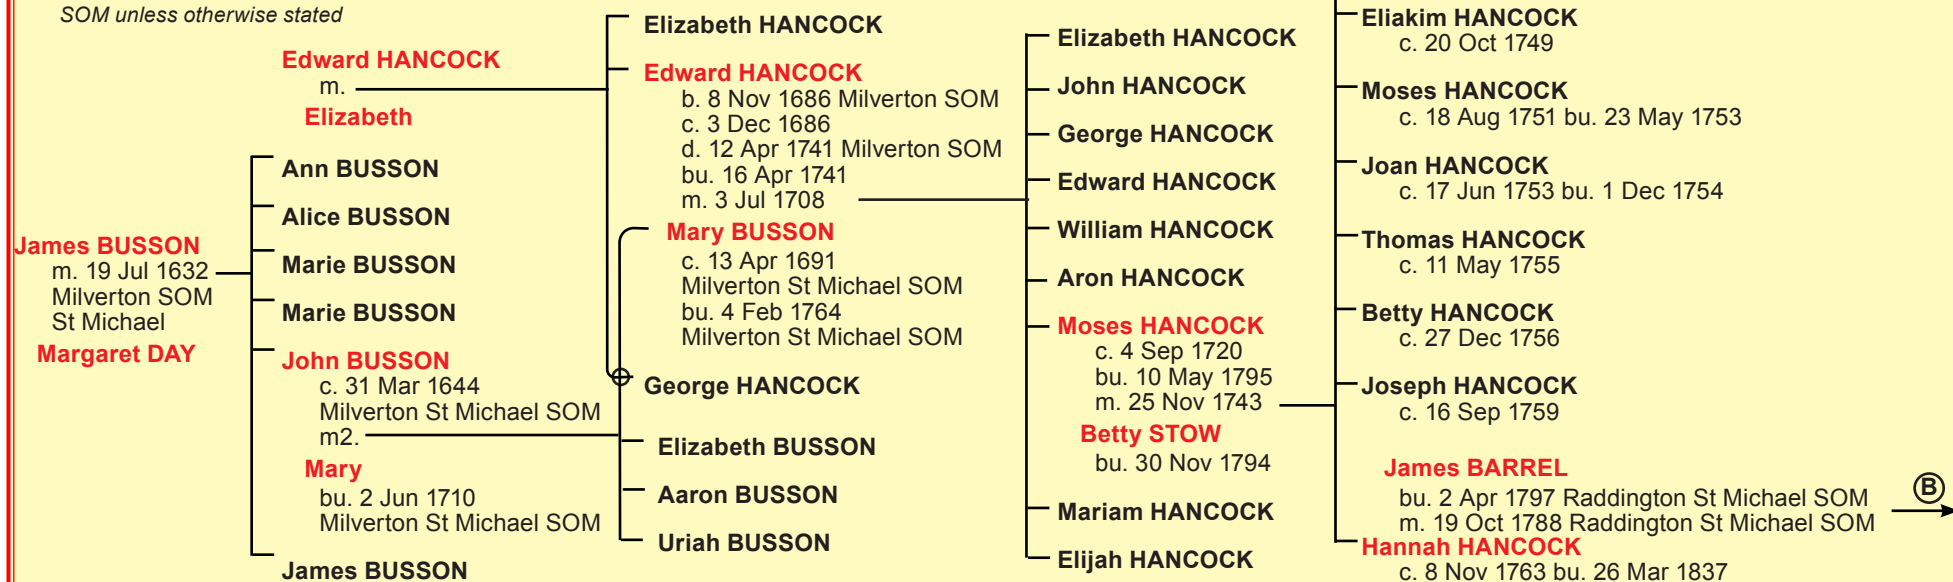 SOM unless otherwise stated
Edward HANCOCK
m.
Elizabeth
James BUSSON
m. 19 Jul 1632
Milverton SOM
St Michael
Margaret DAY
Ann BUSSON
Alice BUSSON
Marie BUSSON
Marie BUSSON
John BUSSON
c. 31 Mar 1644
Milverton St Michael SOM
m2.
Mary
bu. 2 Jun 1710
Milverton St Michael SOM
James BUSSON
Elizabeth HANCOCK
Edward HANCOCK
b. 8 Nov 1686 Milverton SOM
c. 3 Dec 1686
d. 12 Apr 1741 Milverton SOM
bu. 16 Apr 1741
m. 3 Jul 1708
Mary BUSSON
c. 13 Apr 1691
Milverton St Michael SOM
bu. 4 Feb 1764
Milverton St Michael SOM
George HANCOCK
Elizabeth BUSSON
Aaron BUSSON
Uriah BUSSON
Elizabeth HANCOCK
John HANCOCK
George HANCOCK
Edward HANCOCK
William HANCOCK
Aron HANCOCK
Moses HANCOCK
c. 4 Sep 1720
bu. 10 May 1795
m. 25 Nov 1743
Betty STOW
bu. 30 Nov 1794
Mariam HANCOCK
Elijah HANCOCK
Eliakim HANCOCK
c. 20 Oct 1749
Moses HANCOCK
c. 18 Aug 1751 bu. 23 May 1753
Joan HANCOCK
c. 17 Jun 1753 bu. 1 Dec 1754
Thomas HANCOCK
c. 11 May 1755
Betty HANCOCK
c. 27 Dec 1756
Joseph HANCOCK
c. 16 Sep 1759
James BARREL
bu. 2 Apr 1797 Raddington St Michael SOM
m. 19 Oct 1788 Raddington St Michael SOM
B
Hannah HANCOCK
c. 8 Nov 1763 bu. 26 Mar 1837